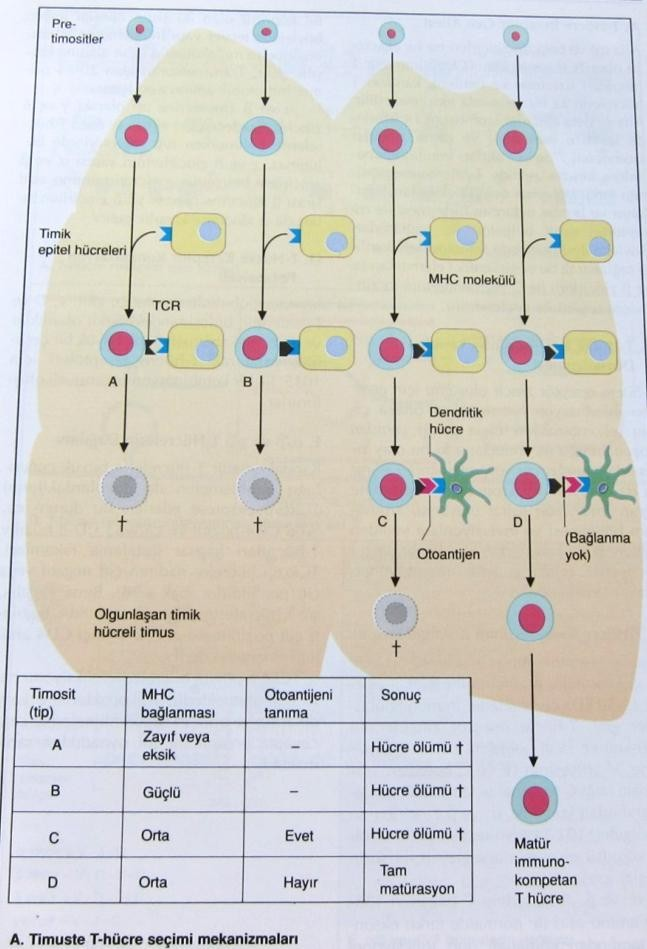 Pre-
timositler
Timik
epitel hücreleri
MHC molekülü
TCR
A
B
Dendritik
hücre
C
D
Otoantijen
(Bağlanma
yok)
†
†
Olgunlaşan timik
hücreli timus
†
Timosit
(tip)
MHC
bağlanması
Otoantijeni
tanıma
Sonuç
A
Zayıf veya
eksik
–
Hücre ölümü †
B
Güçlü
–
Hücre ölümü †
C
Orta
Evet
Hücre ölümü †
D
Orta
Hayır
Tam
matürasyon
Matür
immuno-
kompetan
T hücre
A. Timuste T-hücre seçimi mekanizmaları